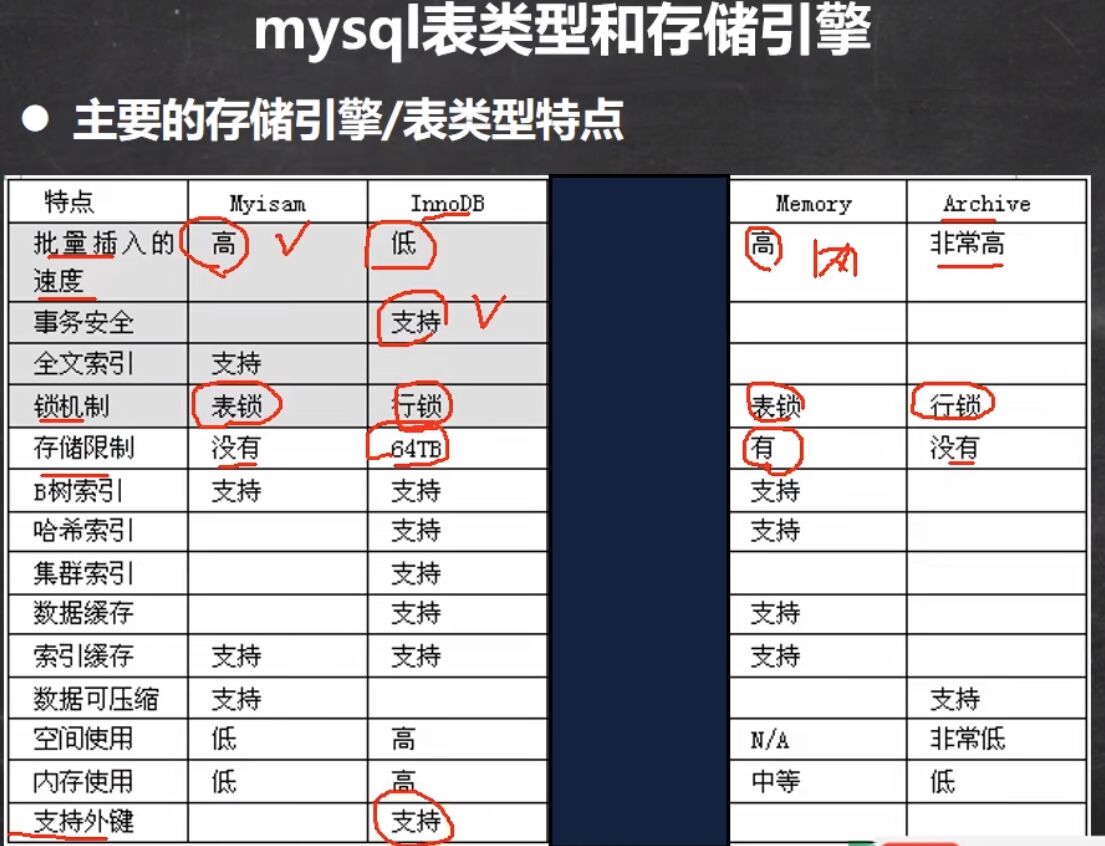 mysql表类型和存储引擎
● 主要的存储引擎/表类型特点
特点 Myisam InnoDB Memory Archive
批量插入的 高 低 高 非常高
速度
事务安全 支持
全文索引 支持
锁机制 表锁 行锁 表锁 行锁
存储限制 没有 64TB 有 没有
B树索引 支持 支持 支持
哈希索引 支持 支持
集群索引 支持
数据缓存 支持 支持
索引缓存 支持 支持 支持
数据可压缩 支持 支持
空间使用 低 高 N/A 非常低
内存使用 低 高 中等 低
支持外键 支持